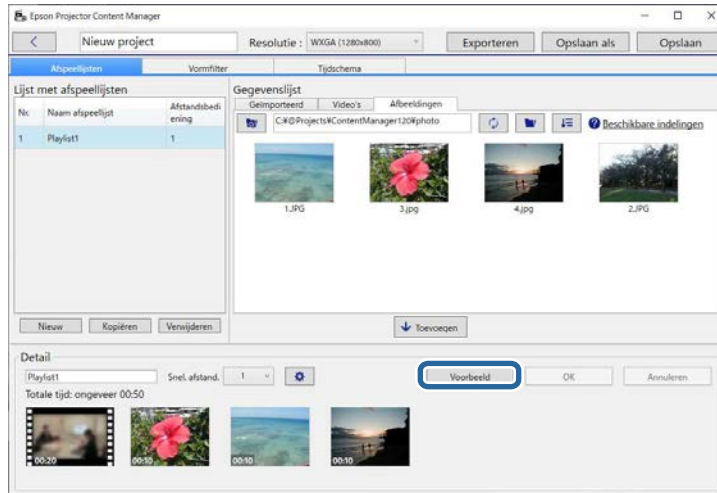 Epson Projector Content Manager
Nieuw project Resolutie : WXGA (1280x800) Exporteren Opslaan als Opslaan
Afspeellijsten Vormfilter Tijdschema
Lijst met afspeellijsten
Nr. Naam afspeellijst Afstandsbedi
ening
1 Playlist1 1
Nieuw Kopiëren Verwijderen
Gegevenslijst
Geïmporteerd Video's Afbeeldingen
C:¥@Projects¥ContentManager120¥photo Beschikbare indelingen
1.JPG 3.jpg 4.jpg 2.JPG
Toevoegen
Detail
Playlist1 Snel. afstand. 1 Voorbeeld OK Annuleren
Totale tijd: ongeveer 00:50
00:20 00:10 00:10 00:10